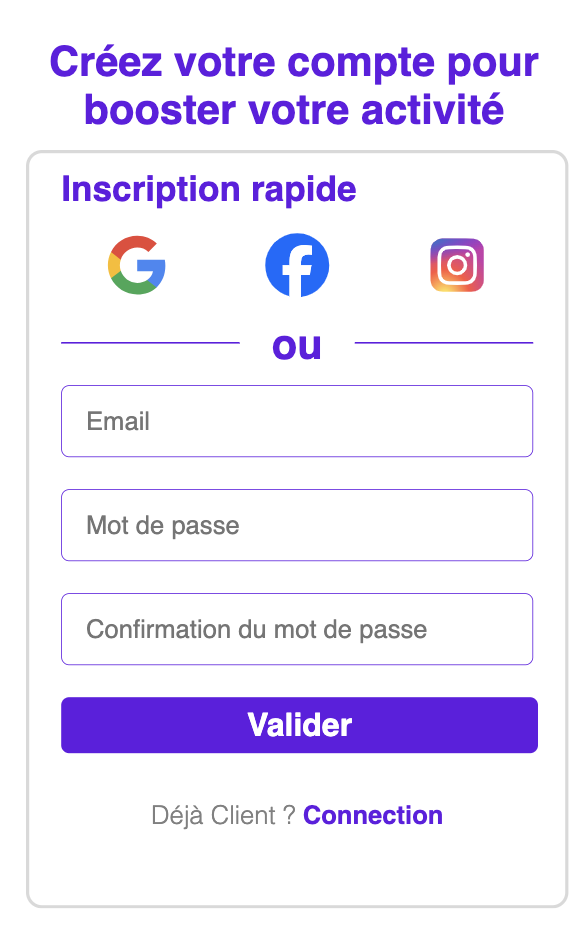 Créez votre compte pour
booster votre activité
Inscription rapide
ou
Email
Mot de passe
Confirmation du mot de passe
Valider
Déjà Client ? Connection